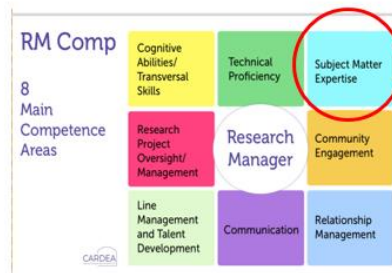 RM Comp
8
Main
Competence
Areas
Cognitive
Abilities/
Transversal
Skills
Technical
Proficiency
Subject Matter
Expertise
Research
Project
Oversight/
Management
Research
Manager
Community
Engagement
Line
Management
and Talent
Development
Communication
Relationship
Management
CARDEA